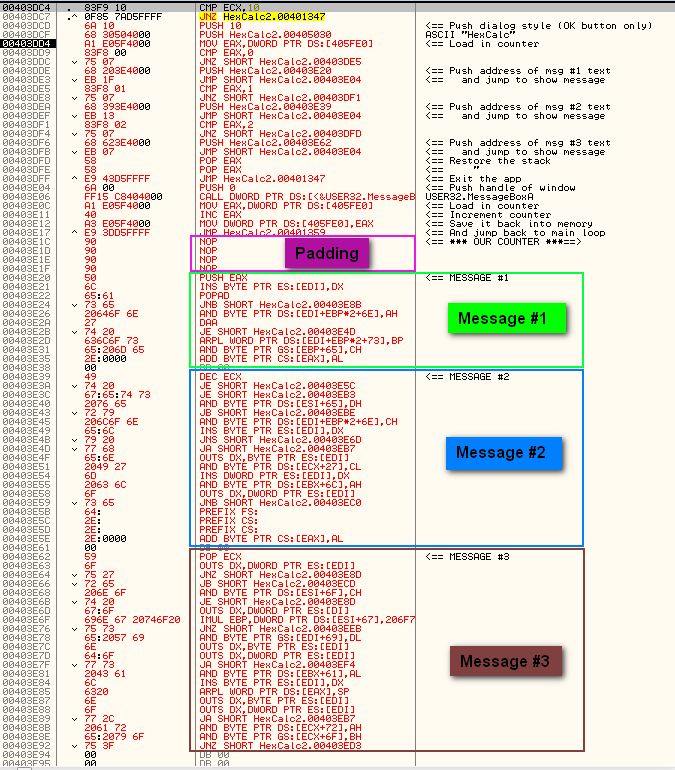 00403DC4 . 83F9 10 CMP ECX,10
00403DC7 .^ 0F85 7AD5FFFF JNZ HexCalc2.00401347
00403DCD 6A 10 PUSH 10 <== Push dialog style (OK button only)
00403DCF 68 30504000 PUSH HexCalc2.00405030 ASCII "HexCalc"
00403DD4 A1 E05F4000 MOV EAX,DWORD PTR DS:[405FE0] <== Load in counter
00403DD9 83F8 00 CMP EAX,0
00403DDC 75 07 JNZ SHORT HexCalc2.00403DE5
00403DDE 68 203E4000 PUSH HexCalc2.00403E20 <== Push address of msg #1 text
00403DE3 EB 1F JMP SHORT HexCalc2.00403E04 <== and jump to show message
00403DE5 83F8 01 CMP EAX,1
00403DE8 75 07 JNZ SHORT HexCalc2.00403DF1
00403DEA 68 393E4000 PUSH HexCalc2.00403E39 <== Push address of msg #2 text
00403DEF EB 13 JMP SHORT HexCalc2.00403E04 <== and jump to show message
00403DF1 83F8 02 CMP EAX,2
00403DF4 75 07 JNZ SHORT HexCalc2.00403DFD
00403DF6 68 623E4000 PUSH HexCalc2.00403E62 <== Push address of msg #3 text
00403DFB EB 07 JMP SHORT HexCalc2.00403E04 <== and jump to show message
00403DFD 58 POP EAX <== Restore the stack
00403DFE 58 POP EAX <== "
00403DFF ^ E9 43D5FFFF JMP HexCalc2.00401347 <== Exit the app
00403E04 6A 00 PUSH 0 <== Push handle of window
00403E06 FF15 C8404000 CALL DWORD PTR DS:[<&USER32.MessageB USER32.MessageBoxA
00403E0C A1 E05F4000 MOV EAX,DWORD PTR DS:[405FE0] <== Load in counter
00403E11 40 INC EAX <== Increment counter
00403E12 A3 E05F4000 MOV DWORD PTR DS:[405FE0],EAX <== Save it back into memory
00403E17 ^ E9 3DD5FFFF JMP HexCalc2.00401359 <== And jump back to main loop
00403E1C 90 NOP <== *** OUR COUNTER ***==>
00403E1D 90 NOP
Padding
00403E1E 90 NOP
00403E1F 90 NOP
00403E20 50 PUSH EAX <== MESSAGE #1
00403E21 6C INS BYTE PTR ES:[EDI],DX
00403E22 65:61 POPAD
00403E24 73 65 JNB SHORT HexCalc2.00403E8B
00403E26 20646F 6E AND BYTE PTR DS:[EDI+EBP*2+6E],AH
Message #1
00403E2A 27 DAA
00403E2B 74 20 JE SHORT HexCalc2.00403E4D
00403E2D 636C6F 73 ARPL WORD PTR DS:[EDI+EBP*2+73],BP
00403E31 65:206D 65 AND BYTE PTR GS:[EBP+65],CH
00403E35 2E:0000 ADD BYTE PTR CS:[EAX],AL
00403E38 00 DB 00
00403E39 49 DEC ECX <== MESSAGE #2
00403E3A 74 20 JE SHORT HexCalc2.00403E5C
00403E3C 67:65:74 73 JE SHORT HexCalc2.00403EB3
00403E40 2076 65 AND BYTE PTR DS:[ESI+65],DH
00403E43 72 79 JB SHORT HexCalc2.00403EBE
00403E45 206C6F 6E AND BYTE PTR DS:[EDI+EBP*2+6E],CH
00403E49 65:6C INS BYTE PTR ES:[EDI],DX
00403E4B 79 20 JNS SHORT HexCalc2.00403E6D
Message #2
00403E4D 77 68 JA SHORT HexCalc2.00403EB7
00403E4F 65:6E OUTS DX,BYTE PTR ES:[EDI]
00403E51 2049 27 AND BYTE PTR DS:[ECX+27],CL
00403E54 6D INS DWORD PTR ES:[EDI],DX
00403E55 2063 6C AND BYTE PTR DS:[EBX+6C],AH
00403E58 6F OUTS DX,DWORD PTR ES:[EDI]
00403E59 73 65 JNB SHORT HexCalc2.00403EC0
00403E5B 64: PREFIX FS:
00403E5C 2E: PREFIX CS:
00403E5D 2E: PREFIX CS:
00403E5E 2E:0000 ADD BYTE PTR CS:[EAX],AL
00403E61 00 DB 00
00403E62 59 POP ECX <== MESSAGE #3
00403E63 6F OUTS DX,DWORD PTR ES:[EDI]
00403E64 75 27 JNZ SHORT HexCalc2.00403E8D
00403E66 72 65 JB SHORT HexCalc2.00403ECD
00403E68 206E 6F AND BYTE PTR DS:[ESI+6F],CH
00403E6B 74 20 JE SHORT HexCalc2.00403E8D
00403E6D 67:6F OUTS DX,DWORD PTR ES:[EDI]
00403E6F 696E 67 20746F20 IMUL EBP,DWORD PTR DS:[ESI+67],206F7
00403E76 75 73 JNZ SHORT HexCalc2.00403EEB
00403E78 65:2057 69 AND BYTE PTR GS:[EDI+69],DL
00403E7C 6E OUTS DX,BYTE PTR ES:[EDI]
00403E7D 64:6F OUTS DX,DWORD PTR ES:[EDI]
Message #3
00403E7F 77 73 JA SHORT HexCalc2.00403EF4
00403E81 2043 61 AND BYTE PTR DS:[EBX+61],AL
00403E84 6C INS BYTE PTR ES:[EDI],DX
00403E85 6320 ARPL WORD PTR DS:[EAX],SP
00403E87 6E OUTS DX,BYTE PTR ES:[EDI]
00403E88 6F OUTS DX,DWORD PTR ES:[EDI]
00403E89 77 2C JA SHORT HexCalc2.00403EB7
00403E8B 2061 72 AND BYTE PTR DS:[ECX+72],AH
00403E8E 65:2079 6F AND BYTE PTR GS:[ECX+6F],BH
00403E92 75 3F JNZ SHORT HexCalc2.00403ED3
00403E94 00 DB 00
00403E95 00 DB 00